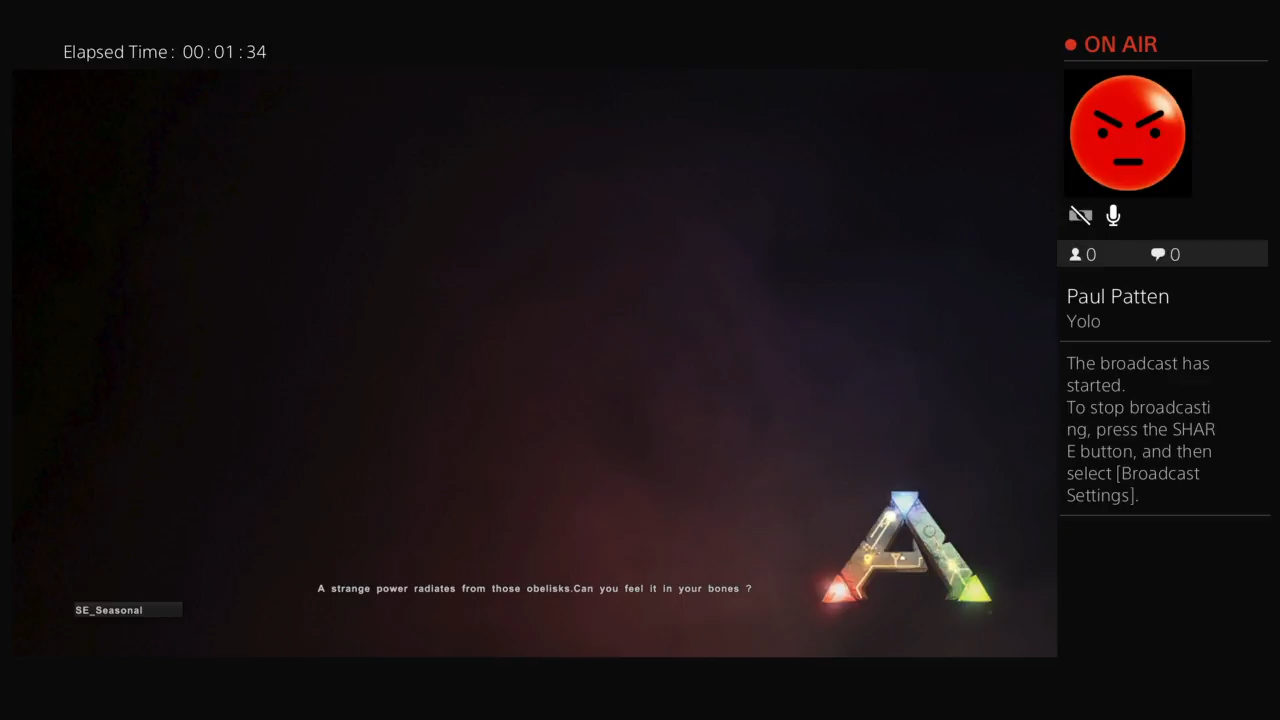 Elapsed Time: 00:01:34
ON AIR
0 0
Paul Patten
Yolo
The broadcast has
started.
To stop broadcasti
ng, press the SHAR
E button, and then
select [Broadcast
Settings].
A strange power radiates from those obelisks.Can you feel it in your bones ?
SE_Seasonal